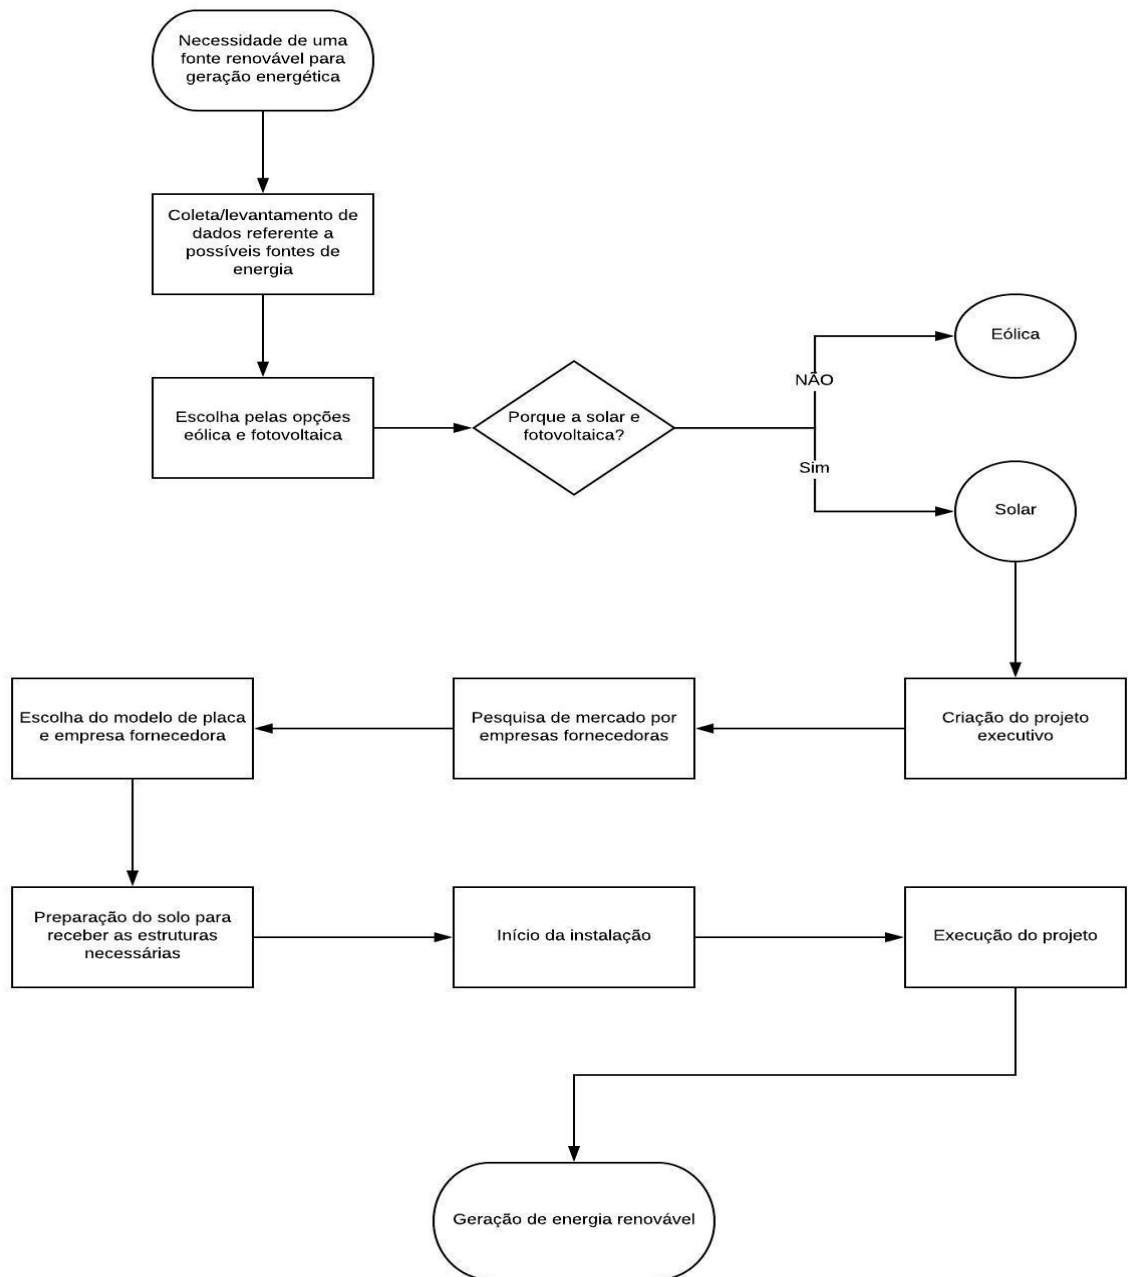 Necessidade de uma
fonte renovável para
geração energética
Coleta/levantamento de
dados referente a
possíveis fontes de
energia
Escolha pelas opções
eólica e fotovoltaica
Porque a solar e
fotovoltaica?
NÃO
Eólica
Sim
Solar
Criação do projeto
executivo
Pesquisa de mercado por
empresas fornecedoras
Escolha do modelo de placa
e empresa fornecedora
Preparação do solo para
receber as estruturas
necessárias
Início da instalação
Execução do projeto
Geração de energia renovável